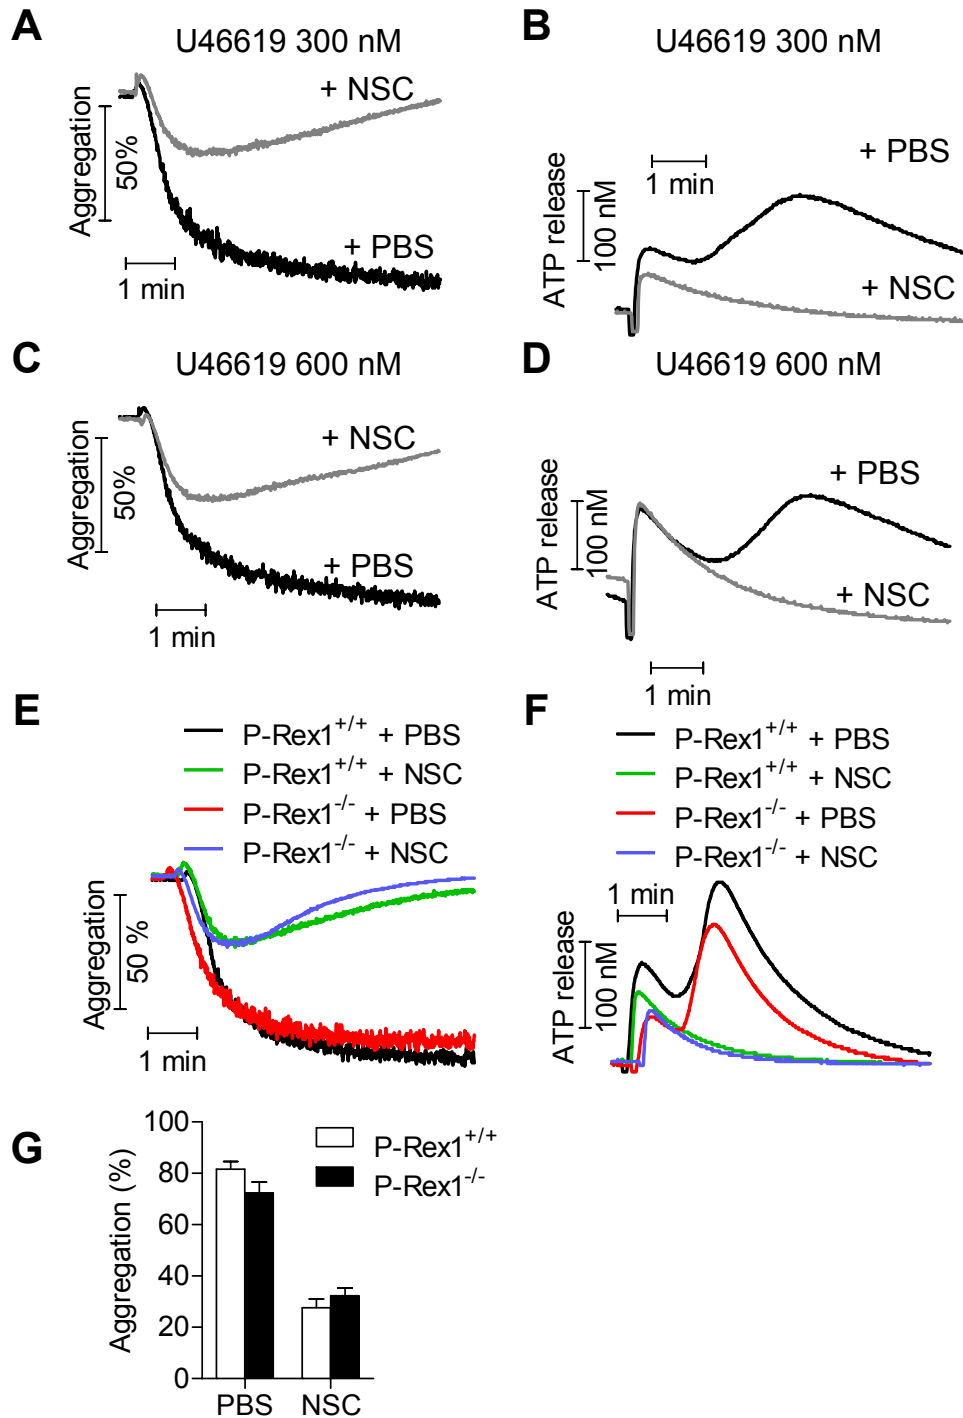 A
U46619 300 nM
+ NSC
Aggregation
50%
+ PBS
1 min
B
U46619 300 nM
+ PBS
1 min
ATP release
100 nM
+ NSC
C
U46619 600 nM
+ NSC
Aggregation
50%
+ PBS
1 min
D
U46619 600 nM
+ PBS
ATP release
100 nM
+ NSC
1 min
E
P-Rex1+/+ + PBS
P-Rex1+/+ + NSC
P-Rex1-/- + PBS
P-Rex1-/- + NSC
Aggregation
50 %
1 min
F
P-Rex1+/+ + PBS
P-Rex1+/+ + NSC
P-Rex1-/- + PBS
P-Rex1-/- + NSC
1 min
ATP release
100 nM
G
Aggregation (%)
100
80
60
40
20
0
P-Rex1+/+
P-Rex1-/-
PBS NSC